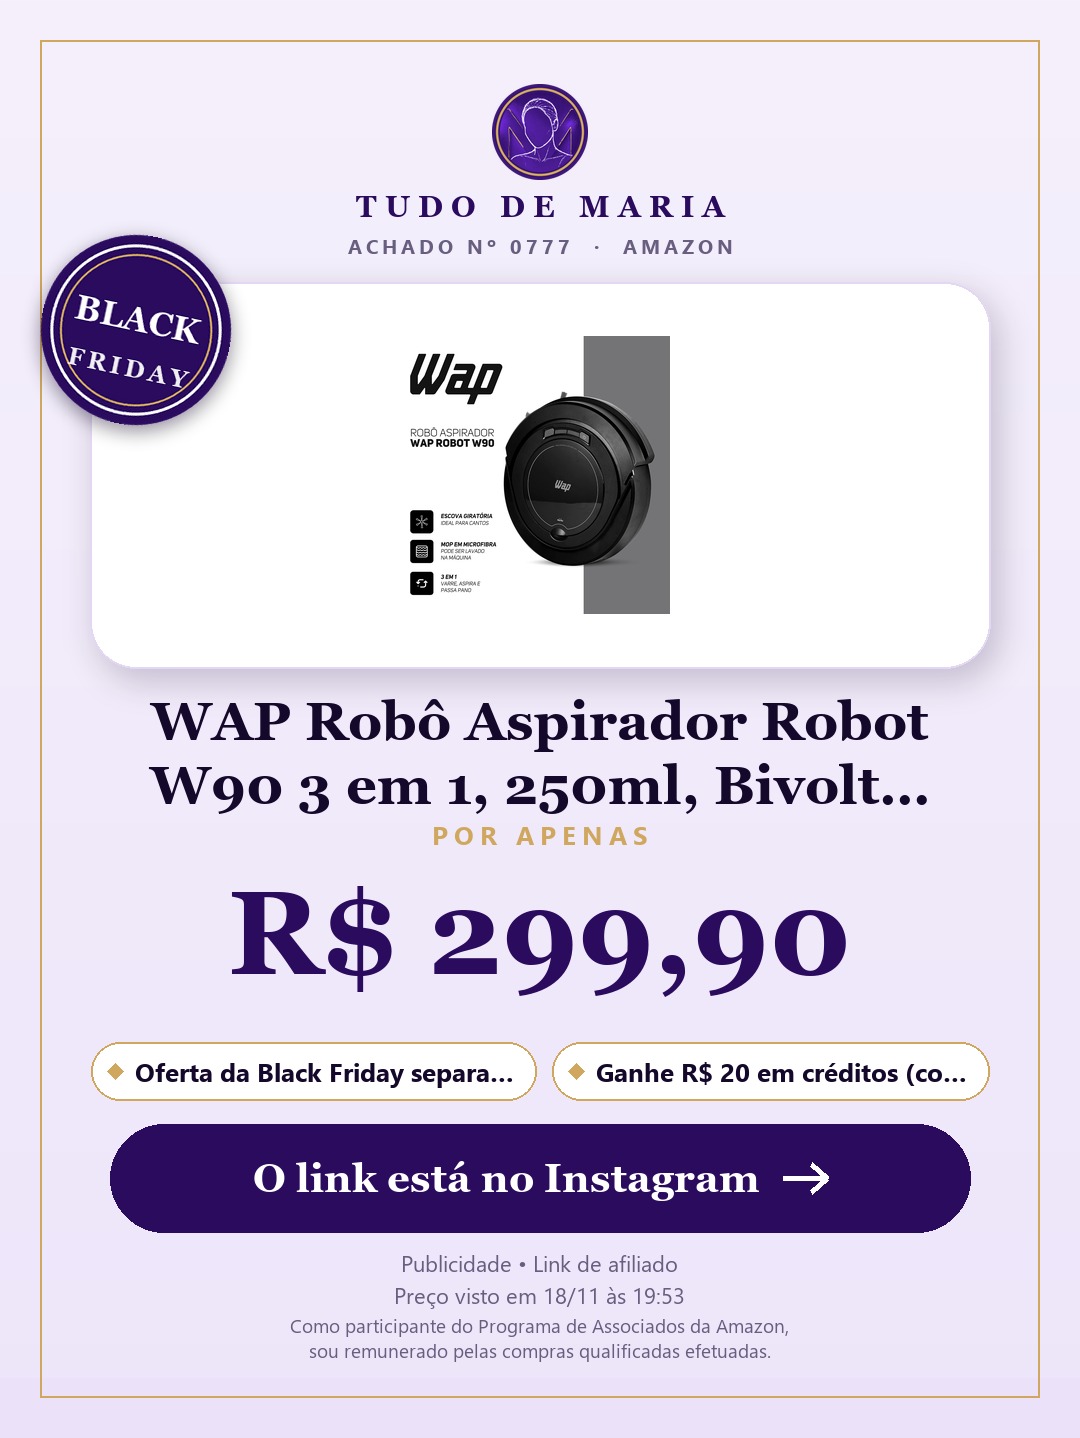 TUDO DE MARIA
ACHADO Nº 0777 · AMAZON
BLACK
FRIDAY
Wap
ROBÔ ASPIRADOR
WAP ROBOT W90
Wap
ESCOVA GIRATÓRIA
IDEAL PARA CANTOS
MOP EM MICROFIBRA
PODE SER LAVADO
NA MÁQUINA
3 EM 1
VARRE, ASPIRA E
PASSA PANO
WAP Robô Aspirador Robot
W90 3 em 1, 250ml, Bivolt...
POR APENAS
R$ 299,90
Oferta da Black Friday separa...
Ganhe R$ 20 em créditos (co...
O link está no Instagram →
Publicidade • Link de afiliado
Preço visto em 18/11 às 19:53
Como participante do Programa de Associados da Amazon,
sou remunerado pelas compras qualificadas efetuadas.